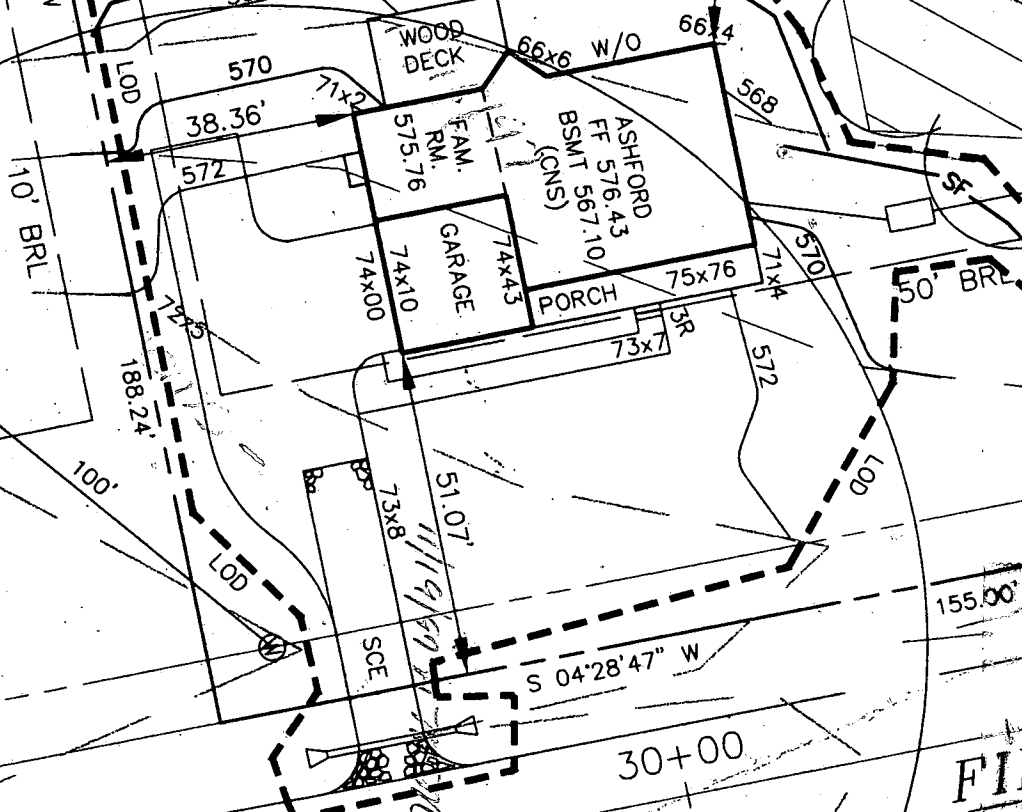 WOOD
DECK
66x6
W/O
66x4
LOD
570
71x2
568
38.36'
572
FAM.
RM.
575.76
ASHFORD
FF 576.43
BSMT 567.10
(CNS)
SF
10' BRL
GARAGE
74x43
74x10
74x00
PORCH
75x76
71x4
570
50' BRL
72x5
3R
73x7
572
188.24'
100'
51.07'
73x8
LOD
LOD
W
SCE
155.00'
S 04°28'47" W
30+00